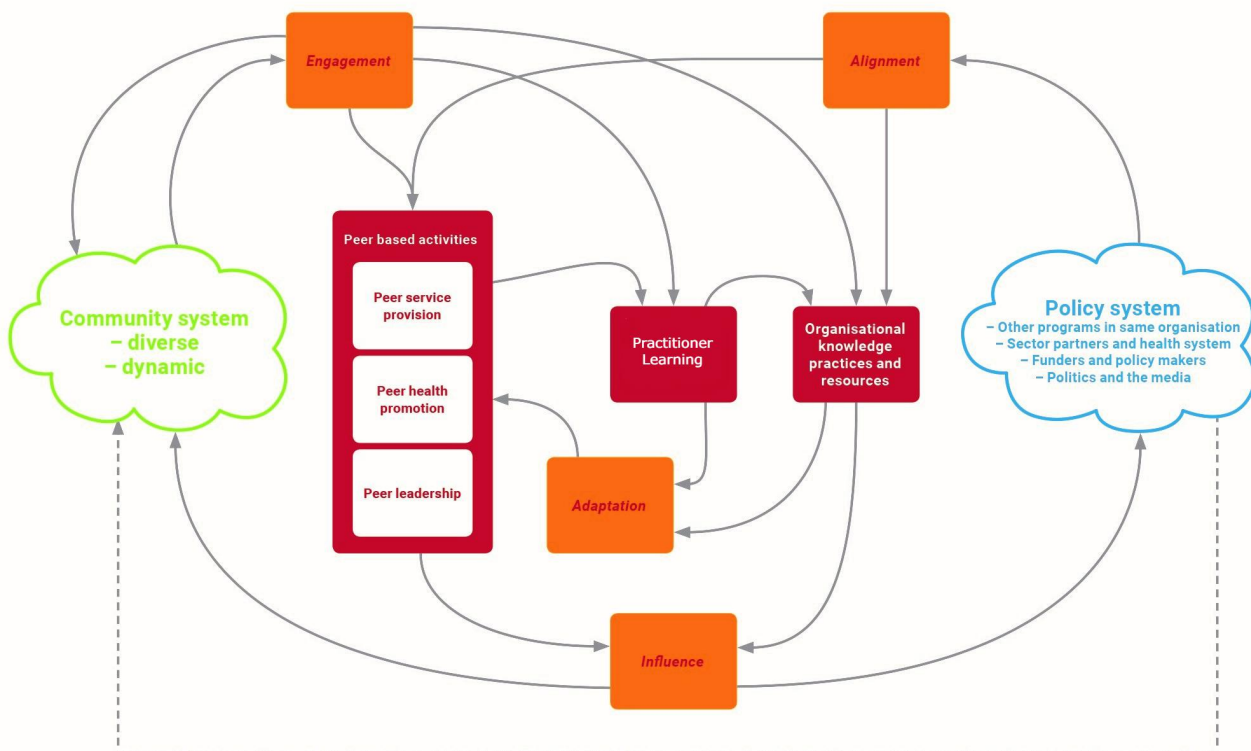 Engagement
Alignment
Peer based activities
Peer service
provision
Peer health
promotion
Peer leadership
Community system
– diverse
– dynamic
Practitioner
Learning
Organisational
knowledge
practices and
resources
Policy system
– Other programs in same organisation
– Sector partners and health system
– Funders and policy makers
– Politics and the media
Adaptation
Influence